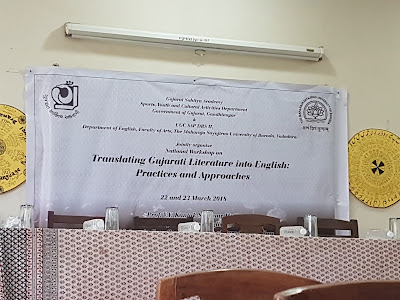 Gujarat Sahitya Academy
Sports, Youth and Cultural Activities Department
Government of Gujarat, Gandhinagar
UGC SAP DRS II
Department of English, Faculty of Arts, The Maharaja Sayajirao University of Baroda, Vadodara.
Jointly organize
National Workshop on
Translating Gujarati Literature into English:
Practices and Approaches
22 and 23 March 2018